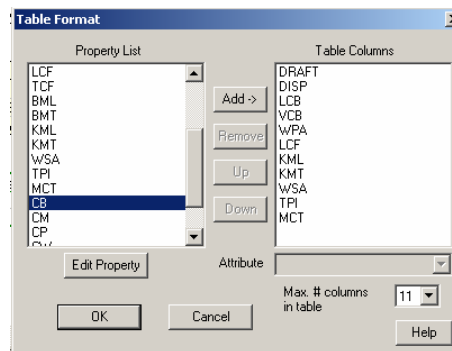 Table Format
Property List
Table Columns
LCF
TCF
BML
BMT
KML
KMT
WSA
TPI
MCT
CB
CM
CP
Add ->
Remove
Up
Down
DRAFT
DISP
LCB
VCB
WPA
LCF
KML
KMT
WSA
TPI
MCT
Edit Property
Attribute
Max. # columns
in table
11
OK
Cancel
Help